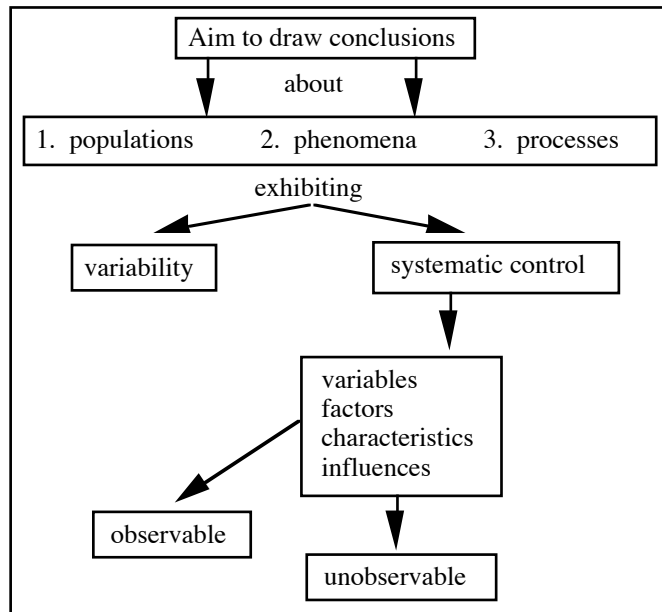 Aim to draw conclusions
about
1. populations 2. phenomena 3. processes
exhibiting
variability
systematic control
variables
factors
characteristics
influences
observable
unobservable